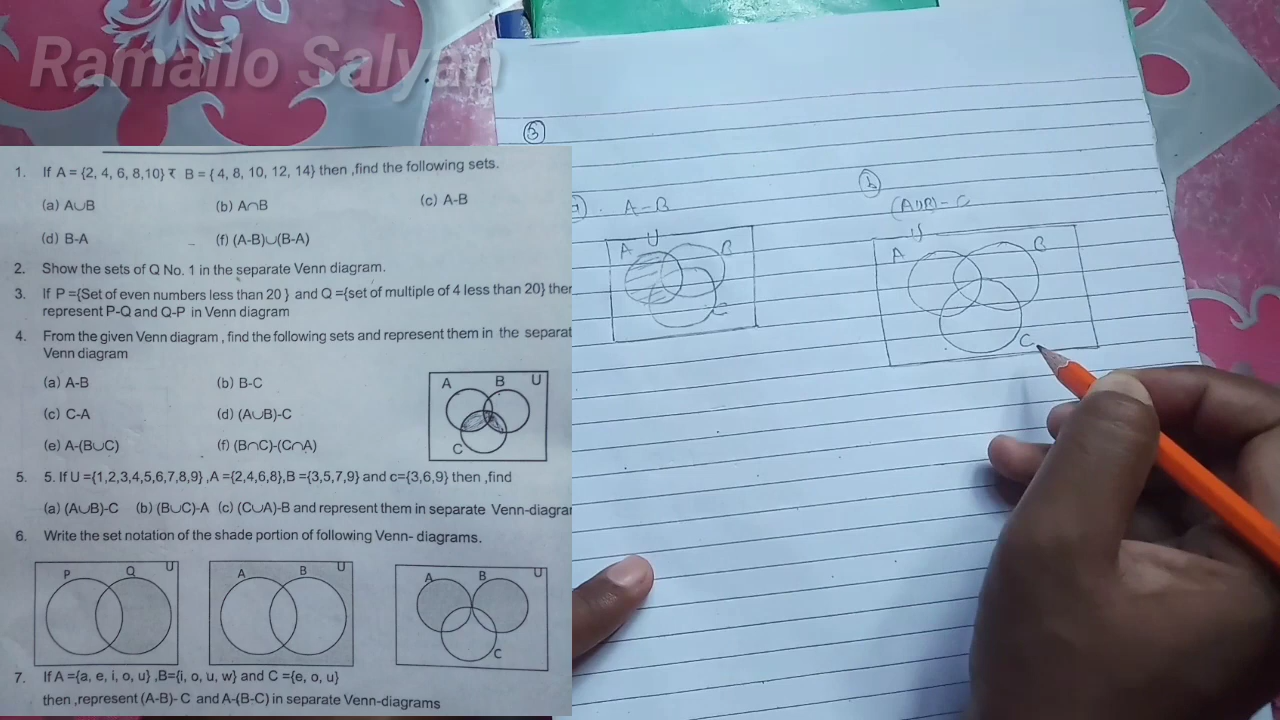 Ramailo Salyan
1. If A = {2, 4, 6, 8,10} र B = { 4, 8, 10, 12, 14} then ,find the following sets.
(a) A∪B (b) A∩B (c) A-B
(d) B-A (f) (A-B)∪(B-A)
2. Show the sets of Q No. 1 in the separate Venn diagram.
3. If P ={Set of even numbers less than 20 } and Q ={set of multiple of 4 less than 20} ther
represent P-Q and Q-P in Venn diagram
4. From the given Venn diagram , find the following sets and represent them in the separat
Venn diagram
(a) A-B (b) B-C
(c) C-A (d) (A∪B)-C
(e) A-(B∪C) (f) (B∩C)-(C∩A)
A B U
C
5. 5. If U ={1,2,3,4,5,6,7,8,9} ,A ={2,4,6,8},B ={3,5,7,9} and c={3,6,9} then ,find
(a) (A∪B)-C (b) (B∪C)-A (c) (C∪A)-B and represent them in separate Venn-diagra
6. Write the set notation of the shade portion of following Venn- diagrams.
P Q U
A B U
A B U
C
7. If A ={a, e, i, o, u} ,B={i, o, u, w} and C ={e, o, u}
then ,represent (A-B)- C and A-(B-C) in separate Venn-diagrams
A-B
A U B
C
(b)
(A∪B)-C
U
A B
C